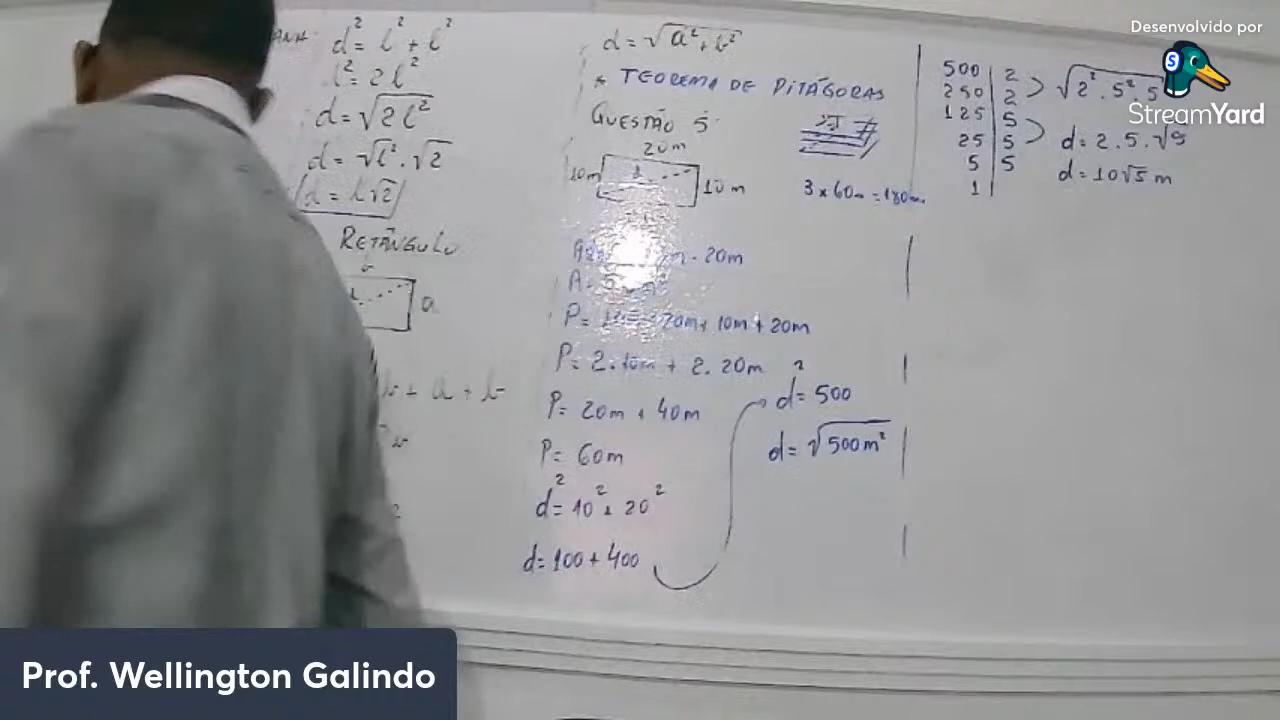 d² = l² + l²
l² = 2l²
d = √2l²
d = √l² . √2
d = l√2
RETÂNGULO
b
a
+ a + b
d = √a² + b²
* TEOREMA DE PITÁGORAS
QUESTÃO 5
20m
10m
d
10m
3 x 60m = 180m
. 20m
P = 20m + 10m + 20m
P = 2.10m + 2.20m
P = 20m + 40m
P = 60m
d² = 10² + 20²
d = 100 + 400
d² = 500
d = √500m²
500 | 2
250 | 2
125 | 5
25 | 5
5 | 5
1
√2² . 5² . 5
d = 2.5.√5
d = 10√5 m
Desenvolvido por
StreamYard
Prof. Wellington Galindo